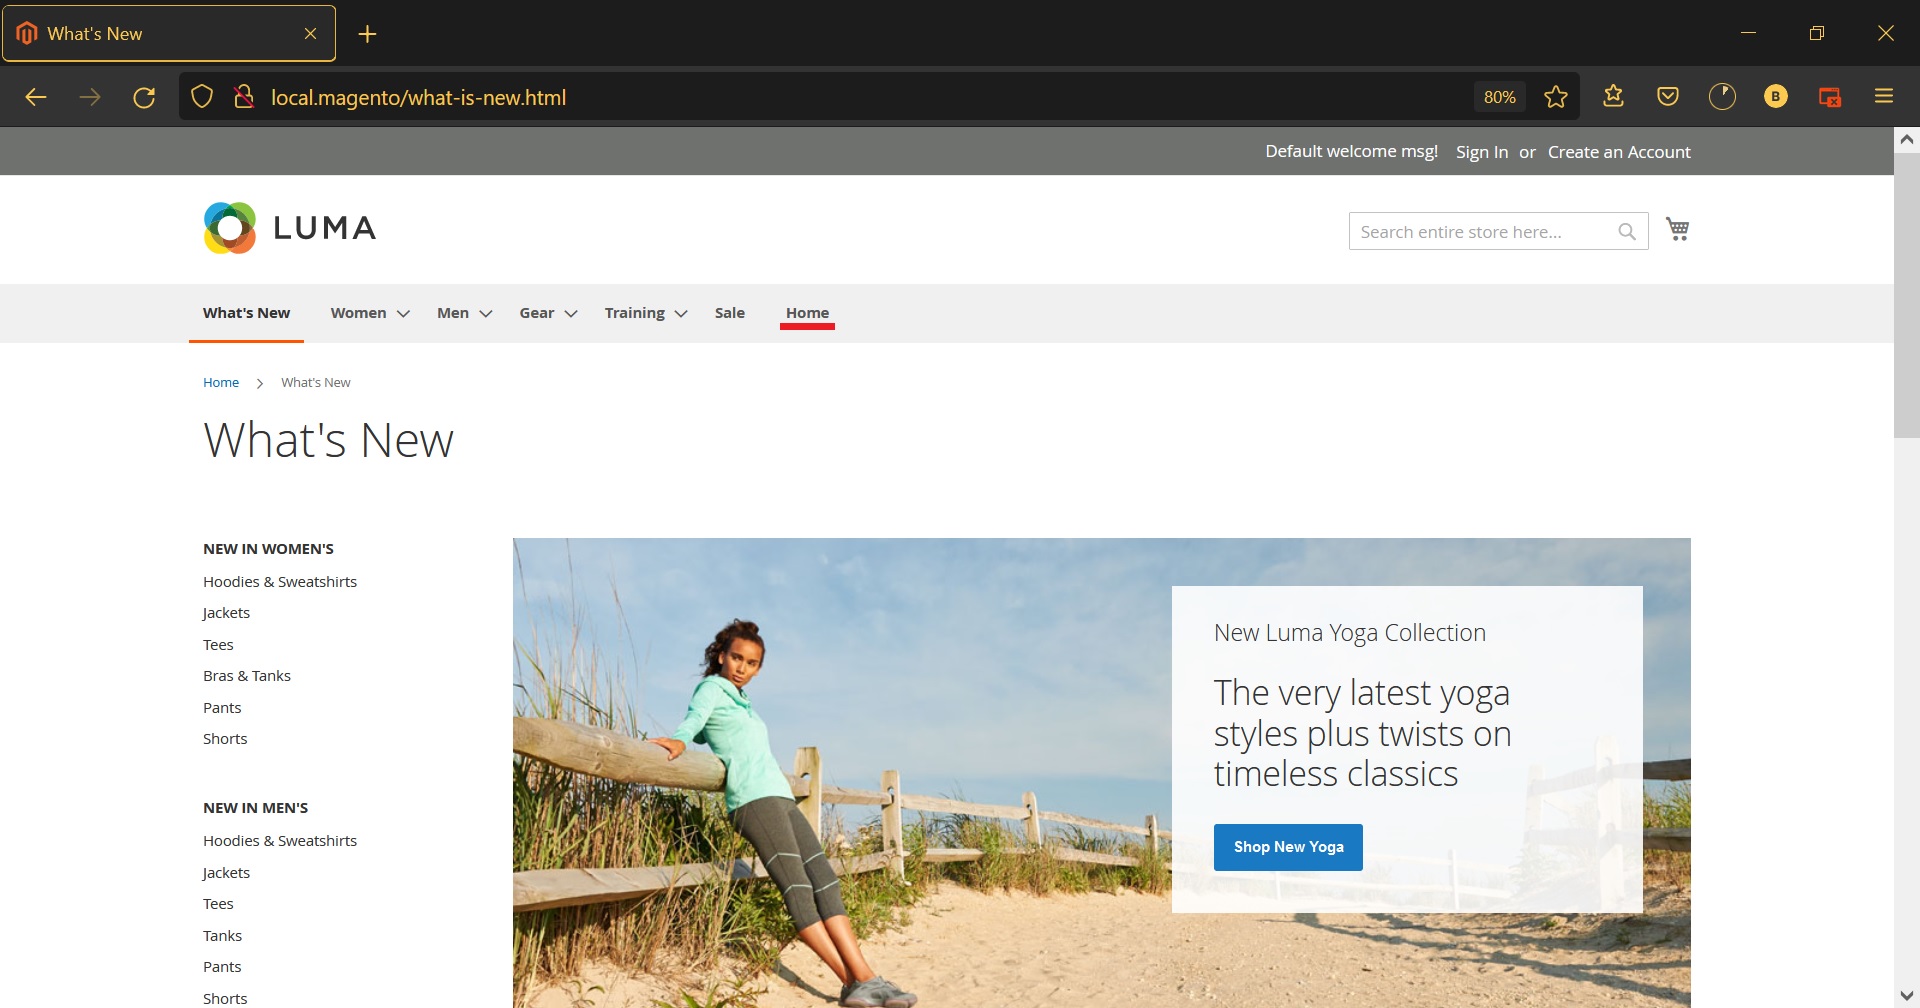 What's New
local.magento/what-is-new.html
80%
B
Default welcome msg! Sign In or Create an Account
LUMA
Search entire store here...
What's New Women Men Gear Training Sale Home
Home What's New
What's New
NEW IN WOMEN'S
Hoodies & Sweatshirts
Jackets
Tees
Bras & Tanks
Pants
Shorts
NEW IN MEN'S
Hoodies & Sweatshirts
Jackets
Tees
Tanks
Pants
Shorts
New Luma Yoga Collection
The very latest yoga
styles plus twists on
timeless classics
Shop New Yoga